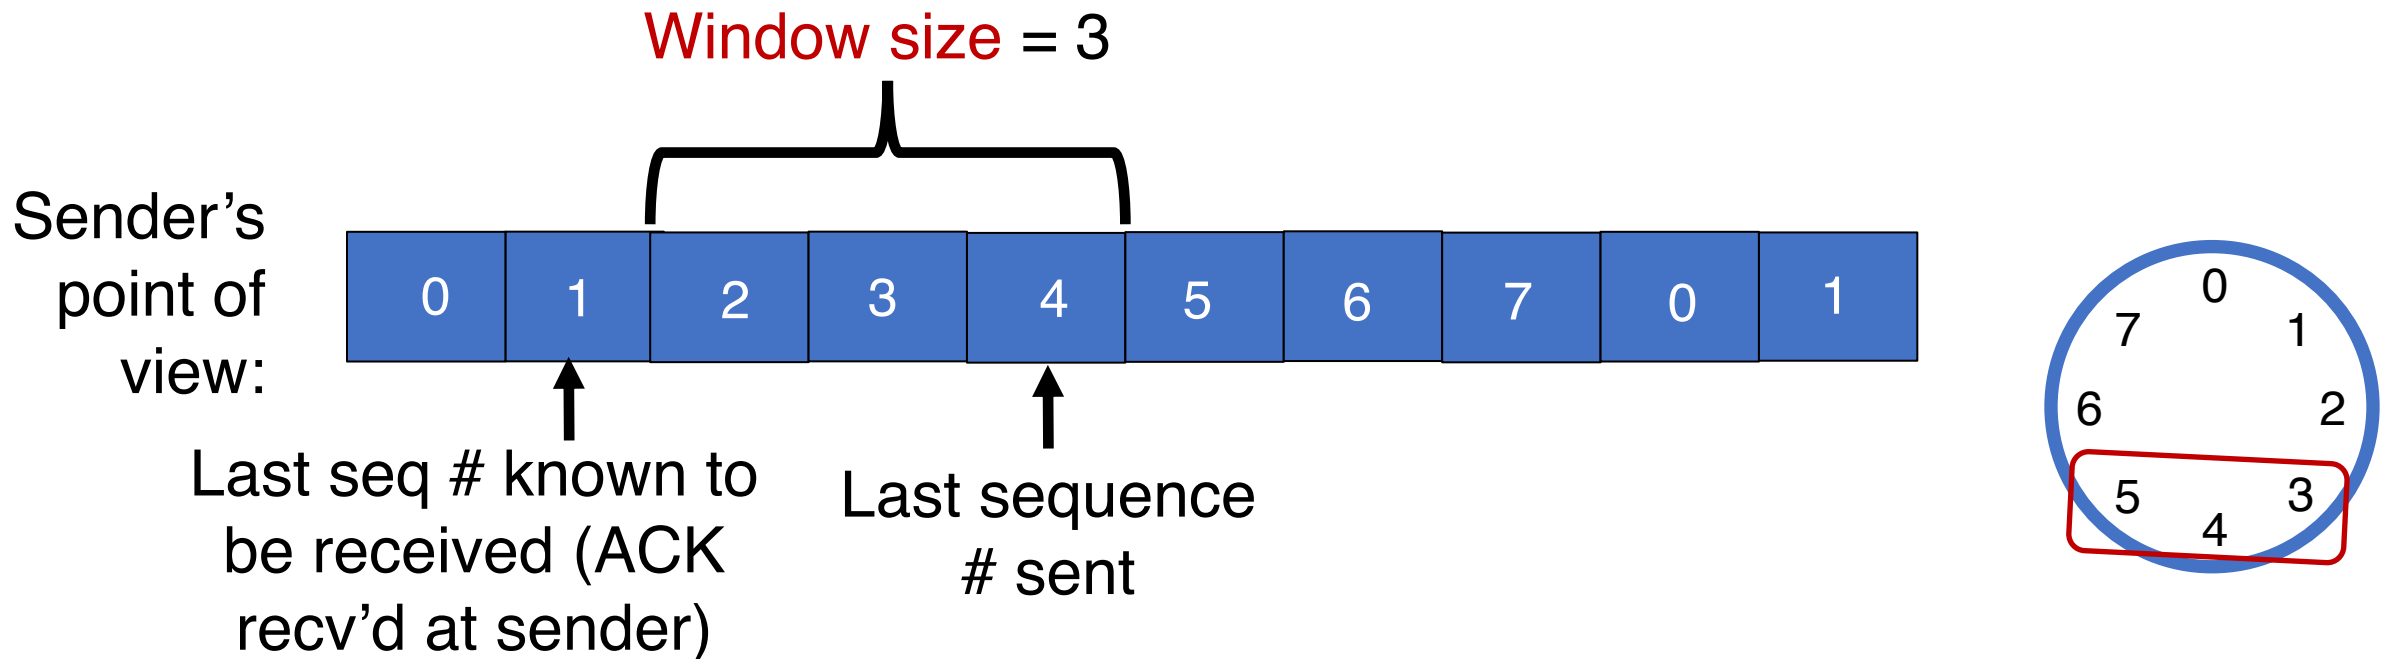 Window size = 3
Sender’s
point of
view:
0 1 2 3 4 5 6 7 0 1
Last seq # known to
be received (ACK
recv’d at sender)
Last sequence
# sent
0
7 1
6 2
5 3
4